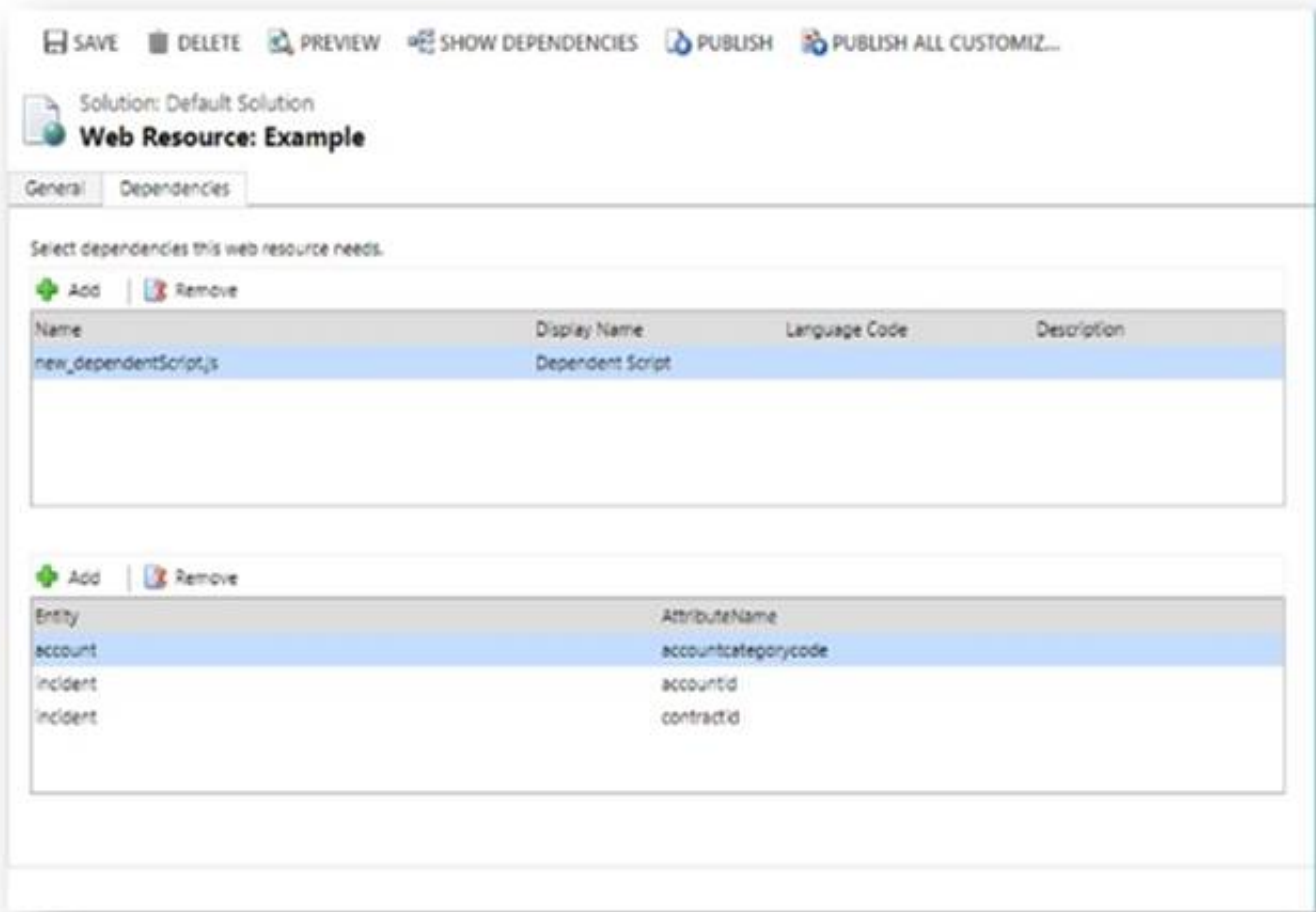 SAVE DELETE PREVIEW SHOW DEPENDENCIES PUBLISH PUBLISH ALL CUSTOMIZ...
Solution: Default Solution
Web Resource: Example
General Dependencies
Select dependencies this web resource needs.
Add Remove
Name Display Name Language Code Description
new_dependentScript.js Dependent Script
Add Remove
Entity AttributeName
account accountcategorycode
incident accountid
incident contractid